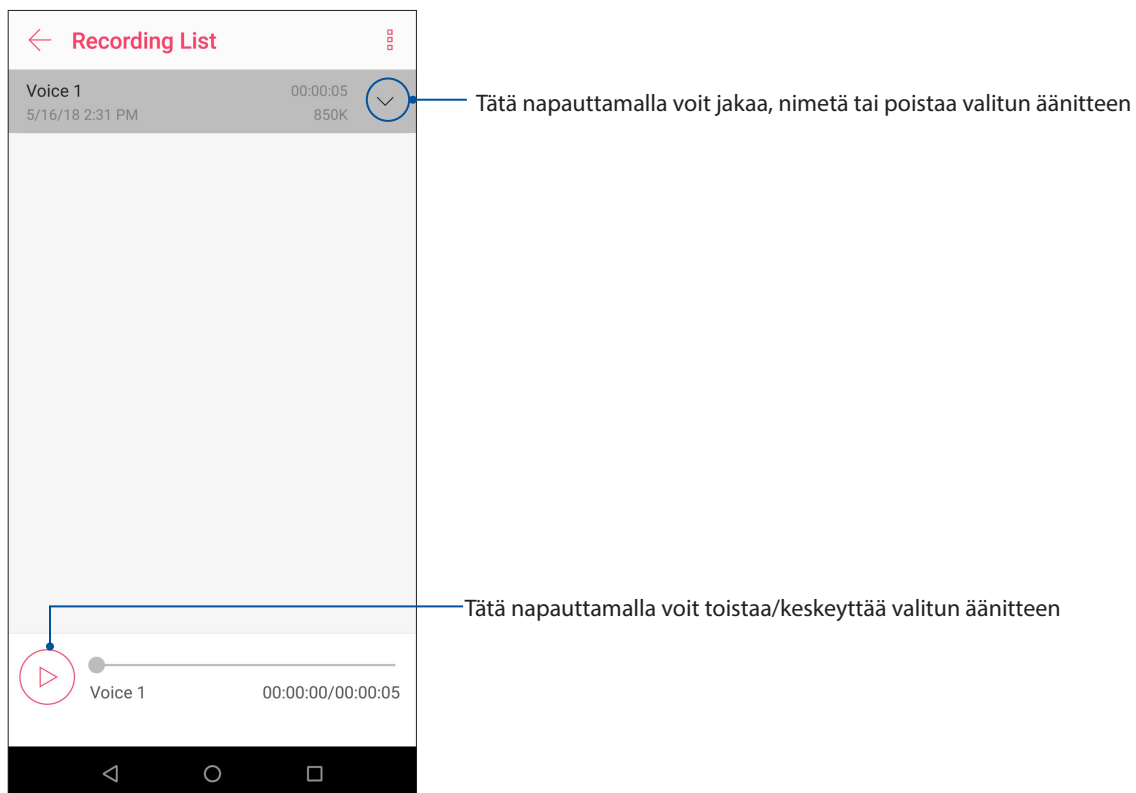 Recording List
Voice 1 00:00:05
5/16/18 2:31 PM 850K
Tätä napauttamalla voit jakaa, nimetä tai poistaa valitun äänitteen
Tätä napauttamalla voit toistaa/keskeyttää valitun äänitteen
Voice 1 00:00:00/00:00:05